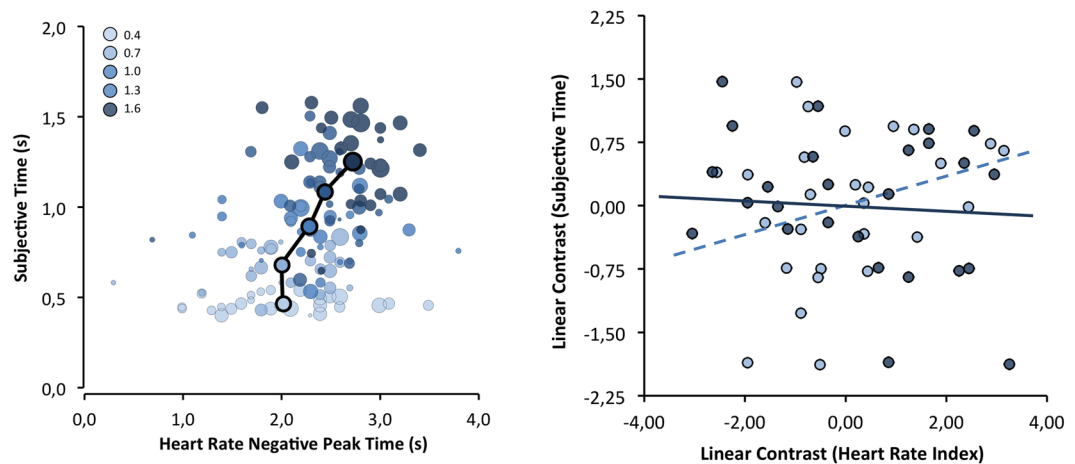 2,0
1,5
1,0
0,5
0,0
Subjective Time (s)
0.4
0.7
1.0
1.3
1.6
0,0 1,0 2,0 3,0 4,0
Heart Rate Negative Peak Time (s)
2,25
1,50
0,75
0,00
-0,75
-1,50
-2,25
Linear Contrast (Subjective Time)
-4,00 -2,00 0,00 2,00 4,00
Linear Contrast (Heart Rate Index)